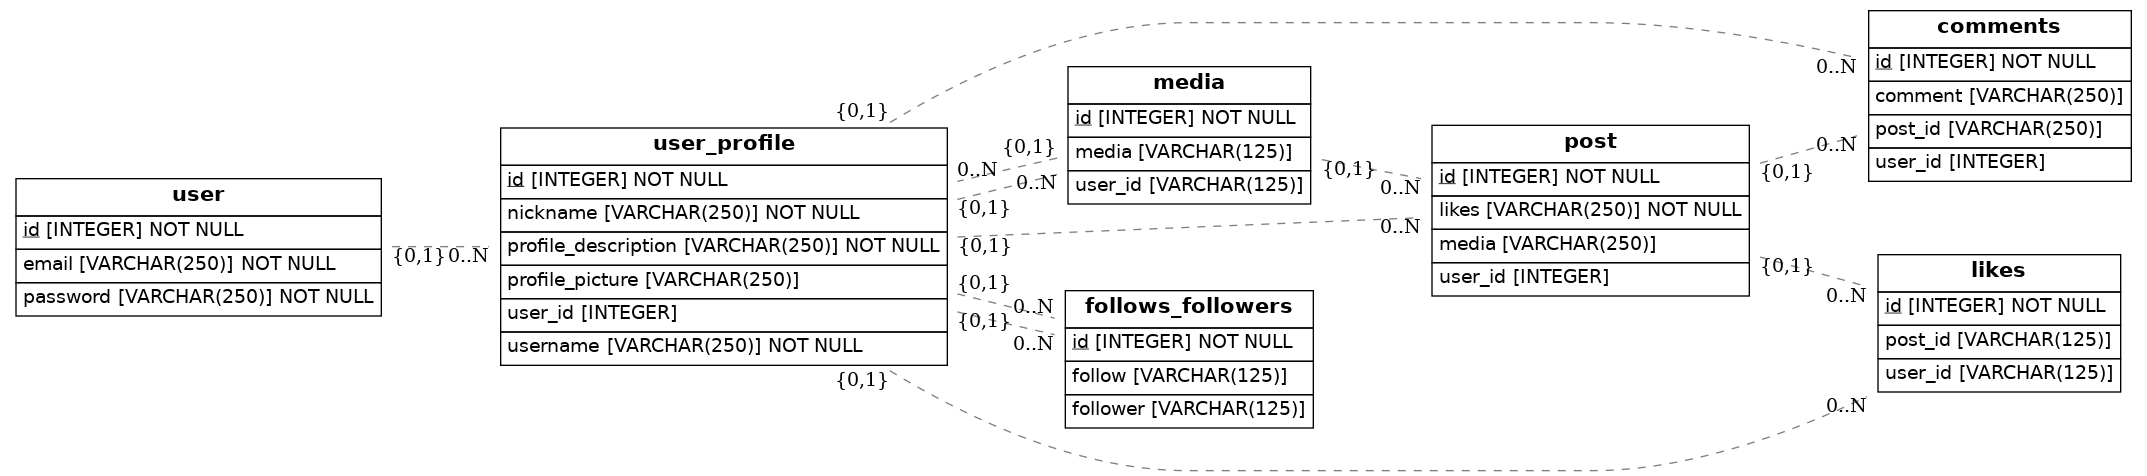 user
id [INTEGER] NOT NULL
email [VARCHAR(250)] NOT NULL
password [VARCHAR(250)] NOT NULL
{0,1}
0..N
user_profile
id [INTEGER] NOT NULL
nickname [VARCHAR(250)] NOT NULL
profile_description [VARCHAR(250)] NOT NULL
profile_picture [VARCHAR(250)]
user_id [INTEGER]
username [VARCHAR(250)] NOT NULL
{0,1}
0..N
{0,1}
0..N
{0,1}
{0,1}
0..N
{0,1}
0..N
{0,1}
0..N
{0,1}
media
id [INTEGER] NOT NULL
media [VARCHAR(125)]
user_id [VARCHAR(125)]
{0,1}
0..N
0..N
follows_followers
id [INTEGER] NOT NULL
follow [VARCHAR(125)]
follower [VARCHAR(125)]
post
id [INTEGER] NOT NULL
likes [VARCHAR(250)] NOT NULL
media [VARCHAR(250)]
user_id [INTEGER]
{0,1}
0..N
{0,1}
0..N
0..N
0..N
comments
id [INTEGER] NOT NULL
comment [VARCHAR(250)]
post_id [VARCHAR(250)]
user_id [INTEGER]
likes
id [INTEGER] NOT NULL
post_id [VARCHAR(125)]
user_id [VARCHAR(125)]